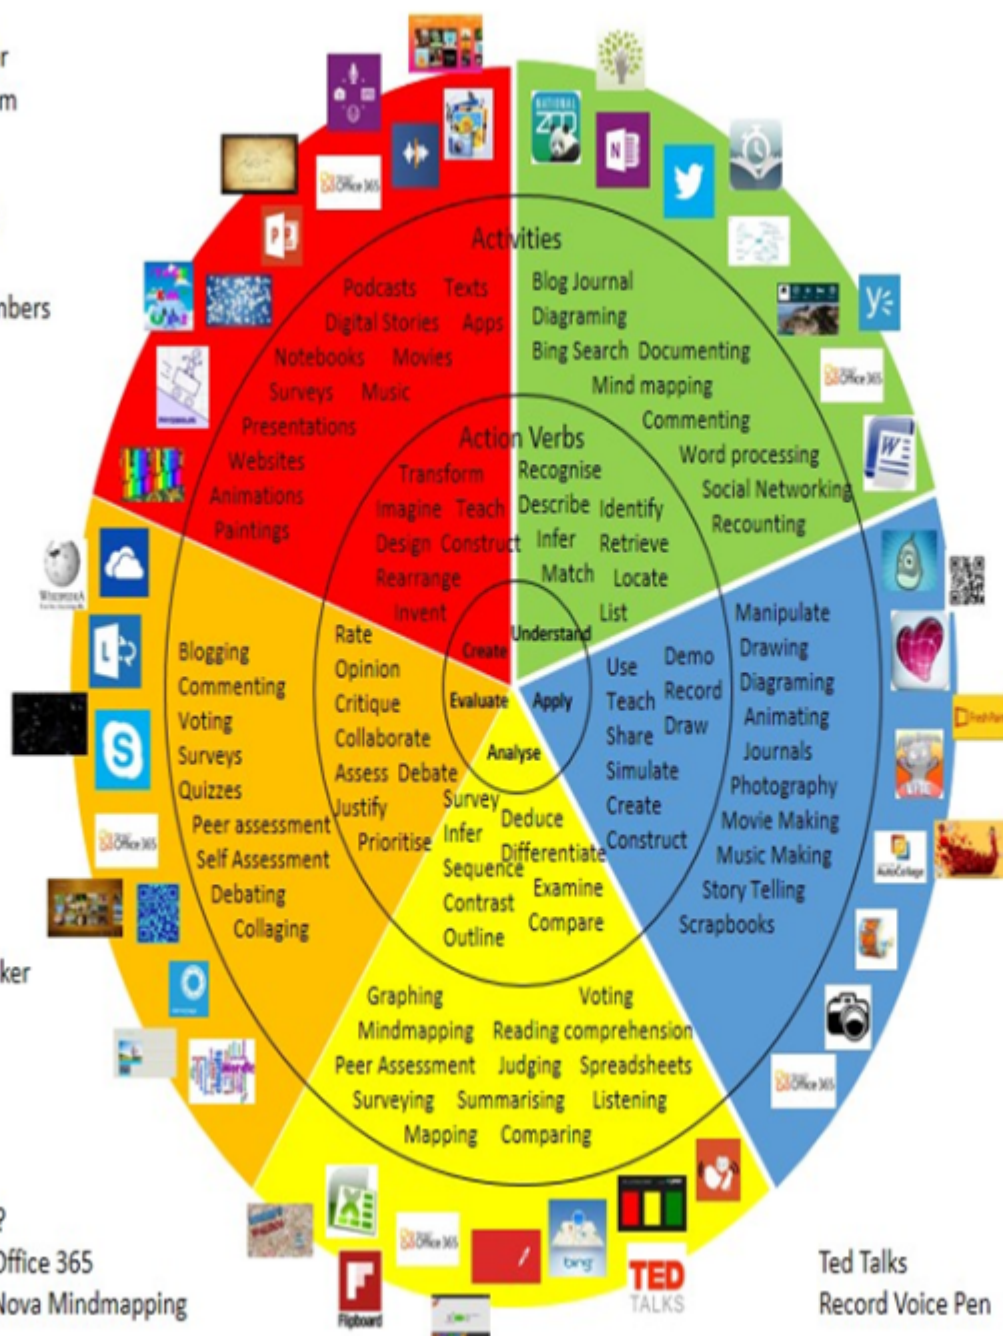 r
m
nbers
ker
?
Office 365
Nova Mindmapping
Ted Talks
Record Voice Pen
Activities
Podcasts Texts
Digital Stories Apps
Notebooks Movies
Surveys Music
Presentations
Websites
Animations
Paintings
Action Verbs
Transform
Imagine Teach
Design Construct
Rearrange
Invent
Create
Blog Journal
Diagraming
Bing Search Documenting
Mind mapping
Commenting
Word processing
Social Networking
Recounting
Recognise
Describe Identify
Infer Retrieve
Match Locate
List
Understand
Manipulate
Drawing
Diagraming
Animating
Journals
Photography
Movie Making
Music Making
Story Telling
Scrapbooks
Use Demo
Teach Record
Share Draw
Simulate
Create
Construct
Apply
Analyse
Survey
Deduce
Infer
Differentiate
Sequence
Examine
Contrast
Compare
Outline
Graphing Voting
Mindmapping Reading comprehension
Peer Assessment Judging Spreadsheets
Surveying Summarising Listening
Mapping Comparing
Evaluate
Rate
Opinion
Critique
Collaborate
Assess Debate
Justify
Prioritise
Blogging
Commenting
Voting
Surveys
Quizzes
Peer assessment
Self Assessment
Debating
Collaging
NATIONAL
ZOO
N
Office 365
P
y
Office 365
W
WIKIPEDIA
L
S
Office 365
Wordle
X
Office 365
Flipboard
bing
TED
TALKS
Fresh Paint
AutoCollage
Office 365